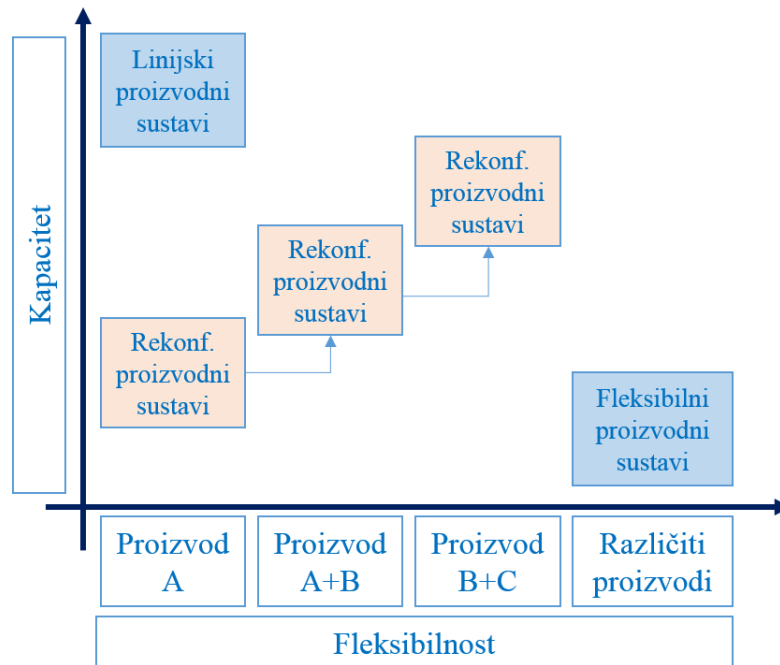 Kapacitet
Linijski
proizvodni
sustavi
Rekonf.
proizvodni
sustavi
Rekonf.
proizvodni
sustavi
Rekonf.
proizvodni
sustavi
Fleksibilni
proizvodni
sustavi
Proizvod
A
Proizvod
A+B
Proizvod
B+C
Različiti
proizvodi
Fleksibilnost